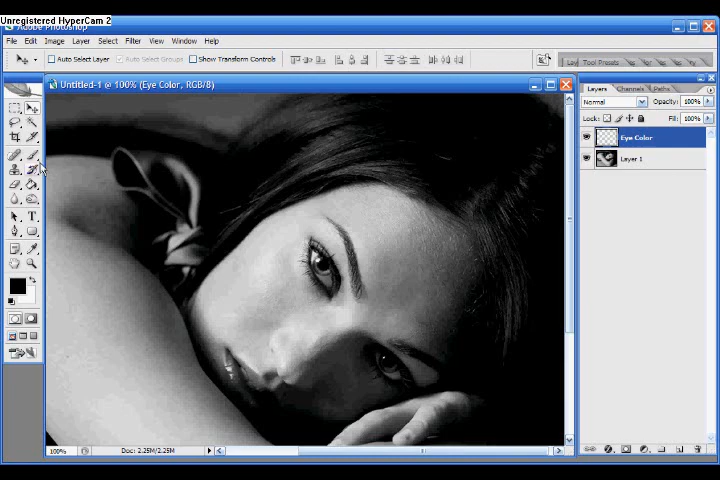 Unregistered HyperCam 2
Adobe Photoshop
File Edit Image Layer Select Filter View Window Help
Auto Select Layer Auto Select Groups Show Transform Controls
Tool Presets
Untitled-1 @ 100% (Eye Color, RGB/8)
Layers Channels Paths
Normal Opacity: 100%
Lock: Fill: 100%
Eye Color
Layer 1
T
100% Doc: 2.25M/2.25M